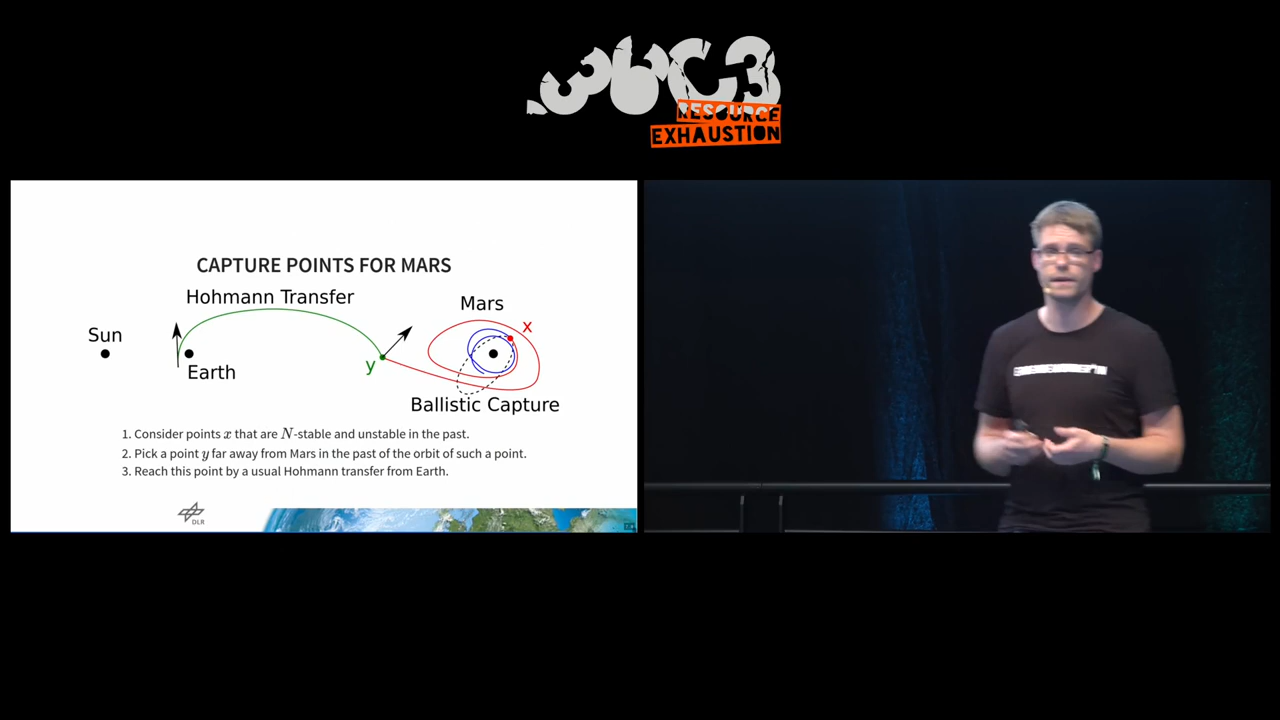 36C3
RESOURCE
EXHAUSTION
CAPTURE POINTS FOR MARS
Hohmann Transfer
Mars
x
Sun
Earth
y
Ballistic Capture
1. Consider points x that are N-stable and unstable in the past.
2. Pick a point y far away from Mars in the past of the orbit of such a point.
3. Reach this point by a usual Hohmann transfer from Earth.
DLR